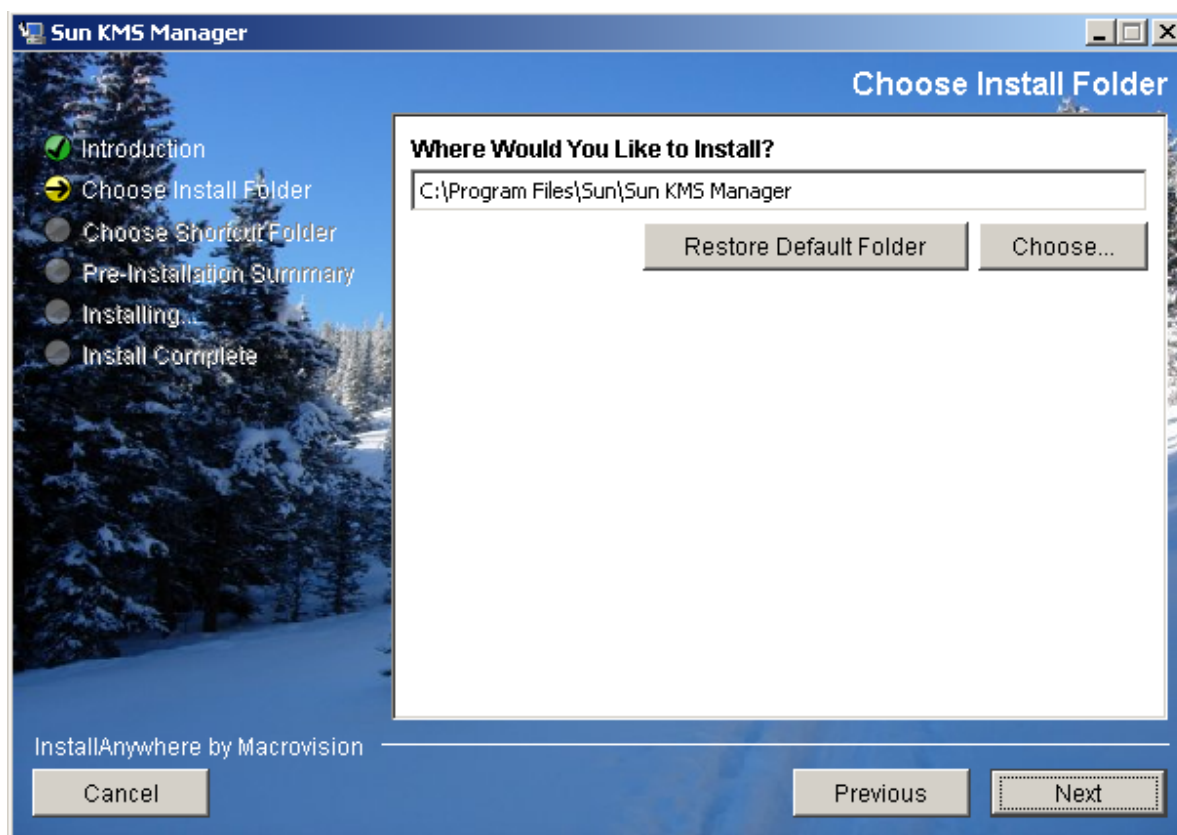 Sun KMS Manager
Choose Install Folder
Introduction
Choose Install Folder
Choose Shortcut Folder
Pre-Installation Summary
Installing...
Install Complete
Where Would You Like to Install?
C:\Program Files\Sun\Sun KMS Manager
Restore Default Folder
Choose...
InstallAnywhere by Macrovision
Cancel
Previous
Next